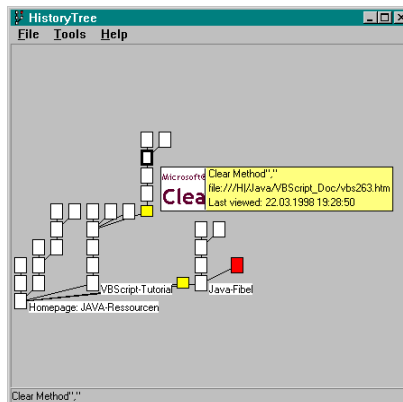 HistoryTree
File Tools Help
Microsoft®
Clea
Clear Method","
file:///H|/Java/VBScript_Doc/vbs263.htm
Last viewed: 22.03.1998 19:28:50
VBScript-Tutorial
Java-Fibel
Homepage: JAVA-Ressourcen
Clear Method","